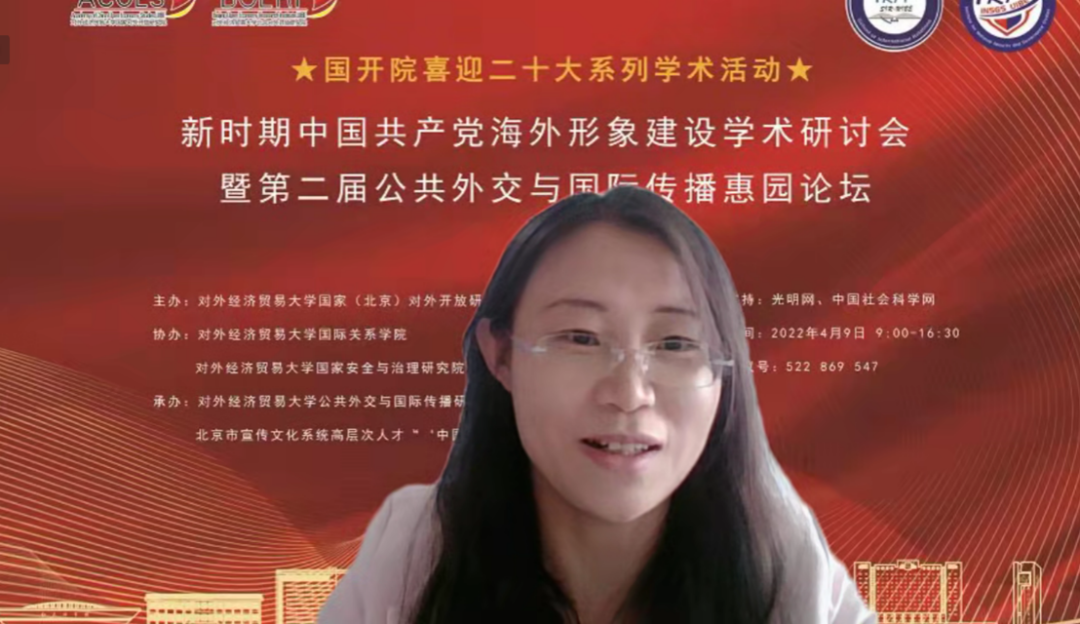 ACOES
BCERI
★国开院喜迎二十大系列学术活动★
新时期中国共产党海外形象建设学术研讨会
暨第二届公共外交与国际传播惠园论坛
主办：对外经济贸易大学国家（北京）对外开放研
持：光明网、中国社会科学网
协办：对外经济贸易大学国际关系学院
间：2022年4月9日 9:00-16:30
对外经济贸易大学国家安全与治理研究院
号：522 869 547
承办：对外经济贸易大学公共外交与国际传播研
北京市宣传文化系统高层次人才